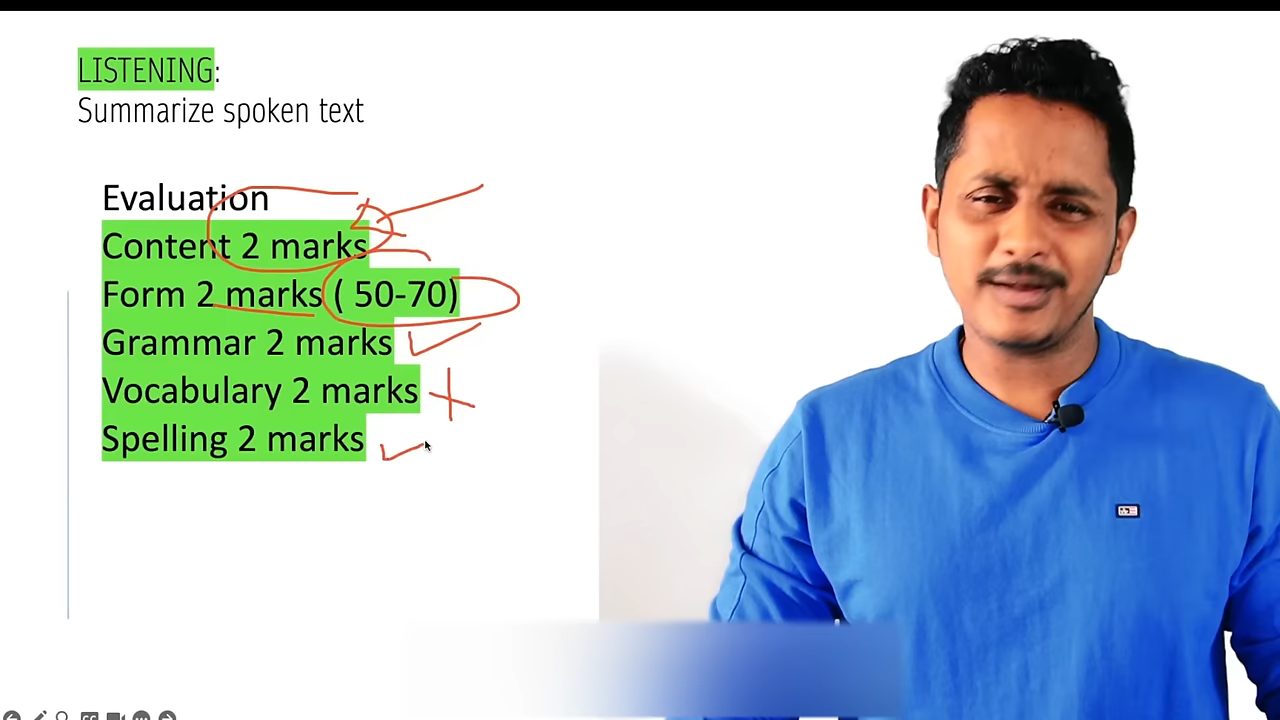 LISTENING:
Summarize spoken text
Evaluation
Content 2 marks
Form 2 marks ( 50-70)
Grammar 2 marks
Vocabulary 2 marks
Spelling 2 marks